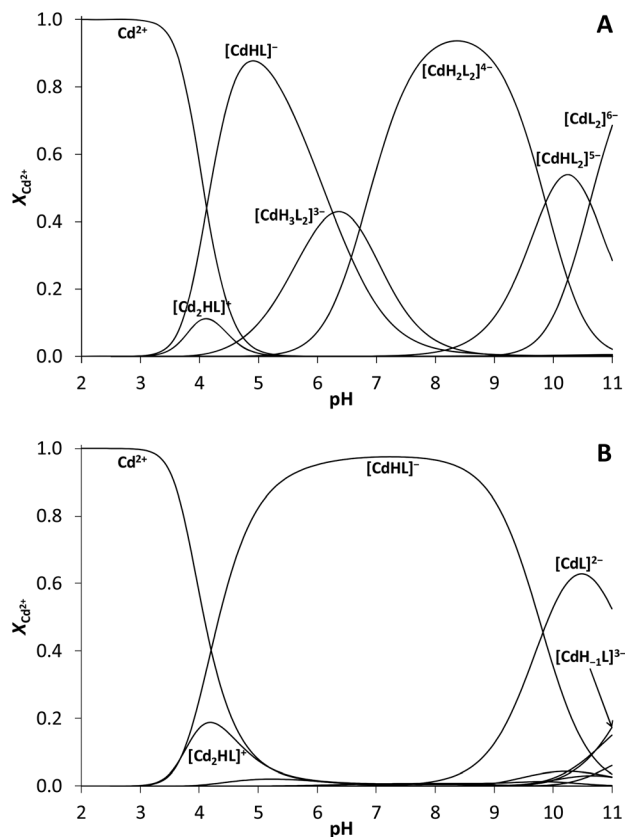 A
1.0
Cd²⁺
[CdHL]⁻
[CdH₂L₂]⁴⁻
0.8
[CdL₂]⁶⁻
[CdHL₂]⁵⁻
0.6
X_Cd²⁺
[CdH₃L₂]³⁻
0.4
0.2
[Cd₂HL]⁺
0.0
2 3 4 5 6 7 8 9 10 11
pH
B
1.0
Cd²⁺
[CdHL]⁻
0.8
[CdL]²⁻
0.6
X_Cd²⁺
[CdH₋₁L]³⁻
0.4
0.2
[Cd₂HL]⁺
0.0
2 3 4 5 6 7 8 9 10 11
pH